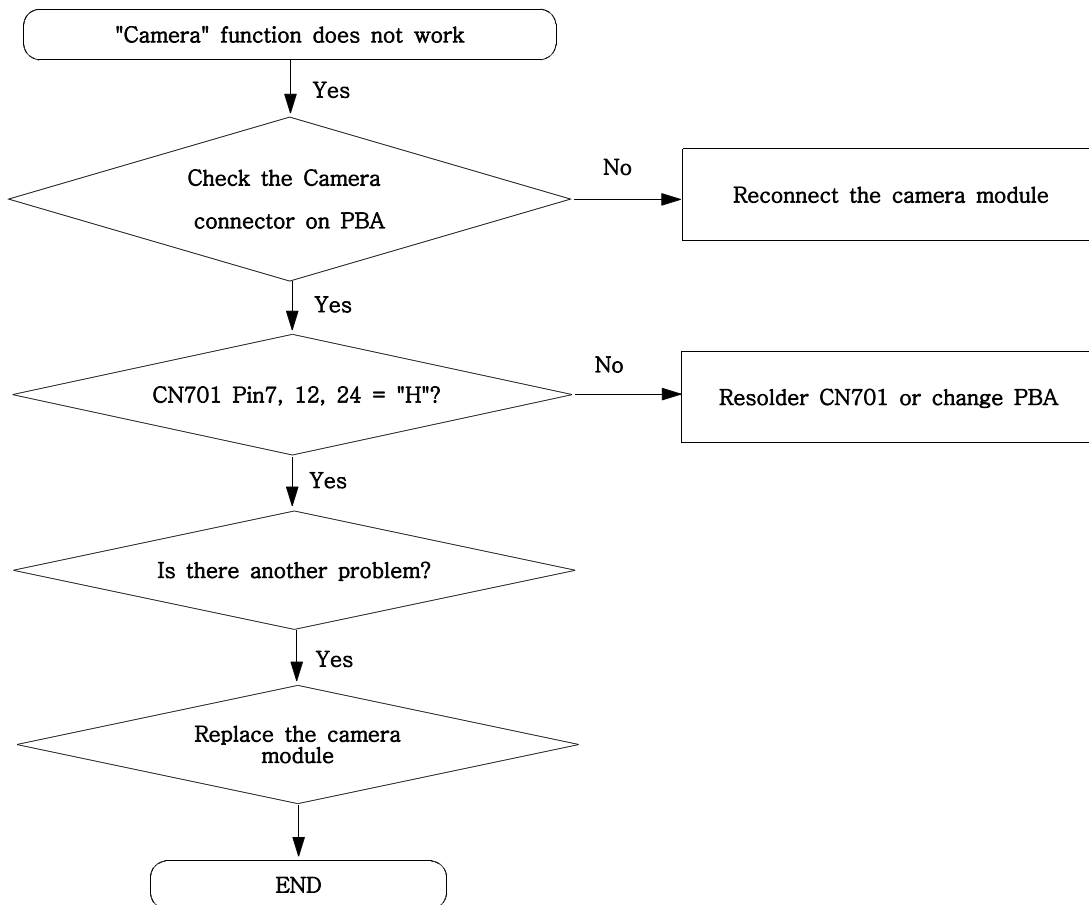 "Camera" function does not work
Yes
Check the Camera
connector on PBA
No
Reconnect the camera module
Yes
CN701 Pin7, 12, 24 = "H"?
No
Resolder CN701 or change PBA
Yes
Is there another problem?
Yes
Replace the camera
module
END